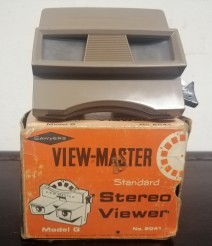 SAWYER'S
VIEW-MASTER
Standard
Stereo
Viewer
Model G
No. 2041